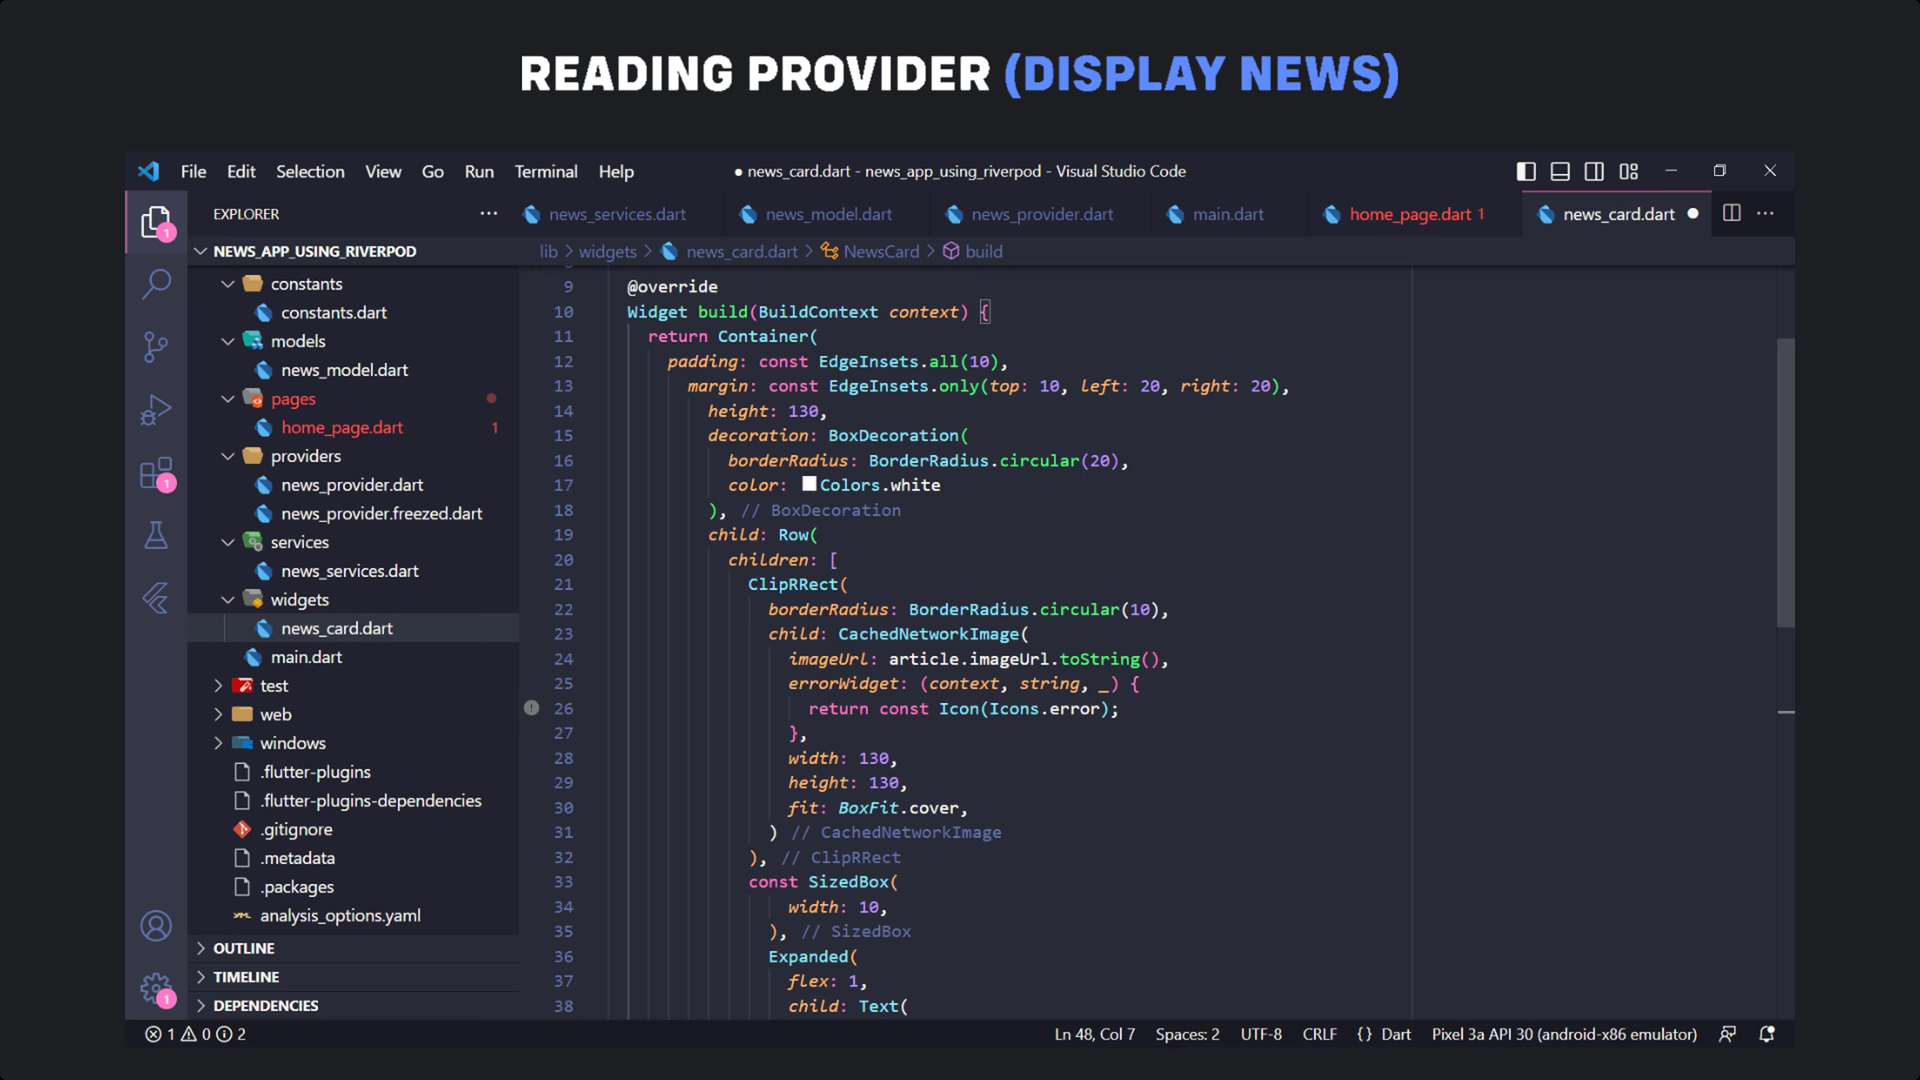 READING PROVIDER (DISPLAY NEWS)
File Edit Selection View Go Run Terminal Help
● news_card.dart - news_app_using_riverpod - Visual Studio Code
EXPLORER ···
news_services.dart news_model.dart news_provider.dart main.dart home_page.dart 1 news_card.dart ● ···
1
NEWS_APP_USING_RIVERPOD
lib > widgets > news_card.dart > NewsCard > build
constants
constants.dart
models
news_model.dart
pages
home_page.dart 1
providers
news_provider.dart
news_provider.freezed.dart
services
news_services.dart
widgets
news_card.dart
main.dart
test
web
windows
.flutter-plugins
.flutter-plugins-dependencies
.gitignore
.metadata
.packages
analysis_options.yaml
OUTLINE
TIMELINE
DEPENDENCIES
1
1
9 @override
10 Widget build(BuildContext context) {
11 return Container(
12 padding: const EdgeInsets.all(10),
13 margin: const EdgeInsets.only(top: 10, left: 20, right: 20),
14 height: 130,
15 decoration: BoxDecoration(
16 borderRadius: BorderRadius.circular(20),
17 color: Colors.white
18 ), // BoxDecoration
19 child: Row(
20 children: [
21 ClipRRect(
22 borderRadius: BorderRadius.circular(10),
23 child: CachedNetworkImage(
24 imageUrl: article.imageUrl.toString(),
25 errorWidget: (context, string, _) {
26 return const Icon(Icons.error);
27 },
28 width: 130,
29 height: 130,
30 fit: BoxFit.cover,
31 ) // CachedNetworkImage
32 ), // ClipRRect
33 const SizedBox(
34 width: 10,
35 ), // SizedBox
36 Expanded(
37 flex: 1,
38 child: Text(
1 0 2
Ln 48, Col 7 Spaces: 2 UTF-8 CRLF {} Dart Pixel 3a API 30 (android-x86 emulator)